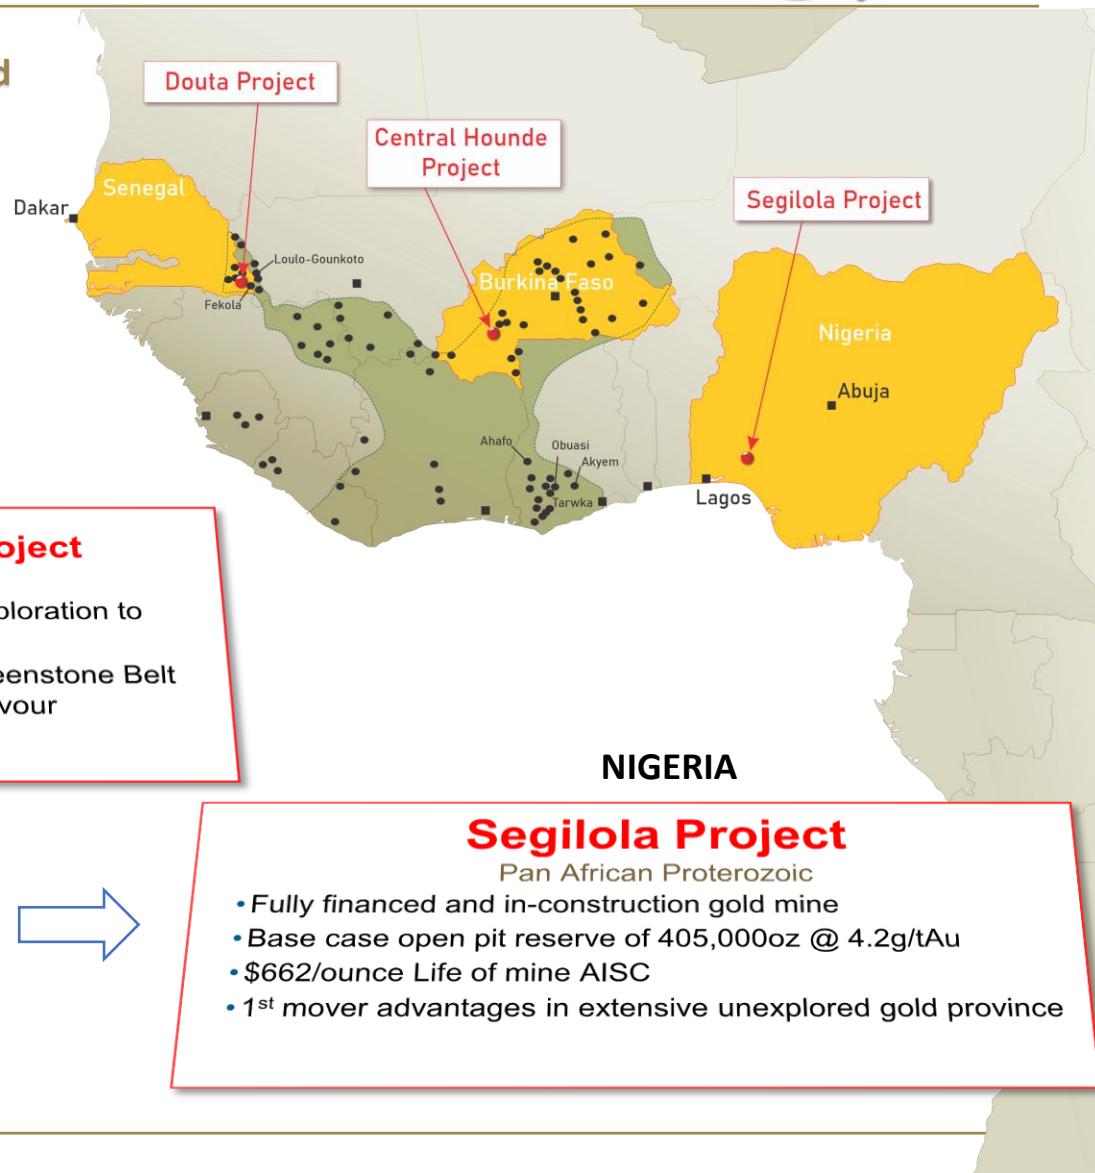 d
Douta Project
Central Hounde
Project
Segilola Project
Senegal
Dakar
Loulo-Gounkoto
Fekola
Burkina Faso
Nigeria
Abuja
Ahafo
Obuasi
Akyem
Tarwka
Lagos
oject
ploration to
eenstone Belt
vour
NIGERIA
Segilola Project
Pan African Proterozoic
• Fully financed and in-construction gold mine
• Base case open pit reserve of 405,000oz @ 4.2g/tAu
• $662/ounce Life of mine AISC
• 1st mover advantages in extensive unexplored gold province